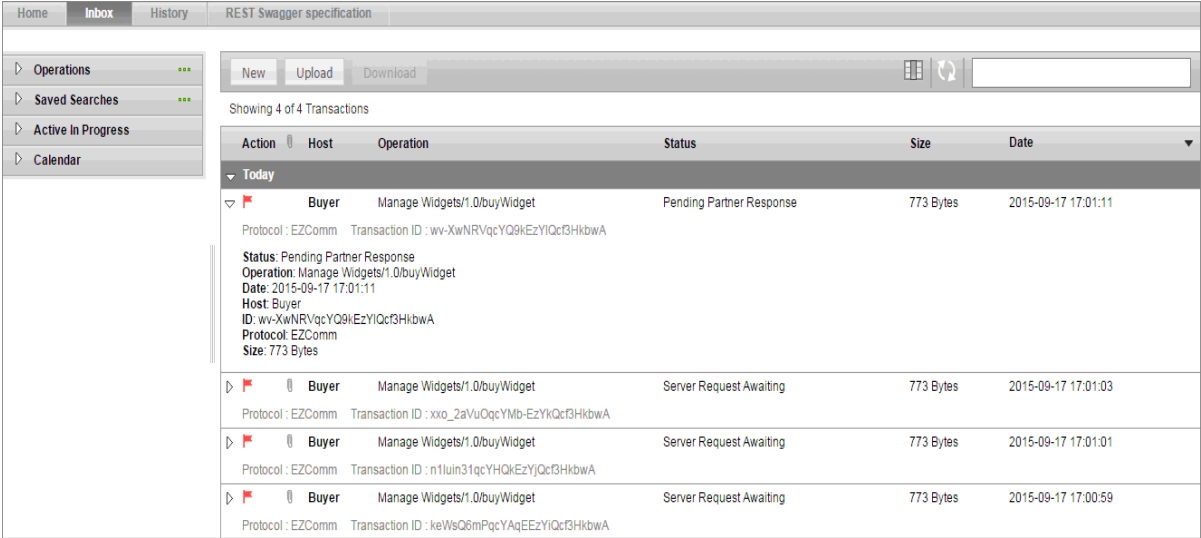 Home Inbox History REST Swagger specification
Operations
Saved Searches
Active In Progress
Calendar
New Upload Download
Showing 4 of 4 Transactions
Action Host Operation Status Size Date
Today
Buyer Manage Widgets/1.0/buyWidget Pending Partner Response 773 Bytes 2015-09-17 17:01:11
Protocol : EZComm Transaction ID : wv-XwNRVqcYQ9kEzYlQcf3HkbwA
Status: Pending Partner Response
Operation: Manage Widgets/1.0/buyWidget
Date: 2015-09-17 17:01:11
Host: Buyer
ID: wv-XwNRVqcYQ9kEzYlQcf3HkbwA
Protocol: EZComm
Size: 773 Bytes
Buyer Manage Widgets/1.0/buyWidget Server Request Awaiting 773 Bytes 2015-09-17 17:01:03
Protocol : EZComm Transaction ID : xxo_2aVuOqcYMb-EzYkQcf3HkbwA
Buyer Manage Widgets/1.0/buyWidget Server Request Awaiting 773 Bytes 2015-09-17 17:01:01
Protocol : EZComm Transaction ID : n1luin31qcYHQkEzYjQcf3HkbwA
Buyer Manage Widgets/1.0/buyWidget Server Request Awaiting 773 Bytes 2015-09-17 17:00:59
Protocol : EZComm Transaction ID : keWsQ6mPqcYAqEEzYiQcf3HkbwA